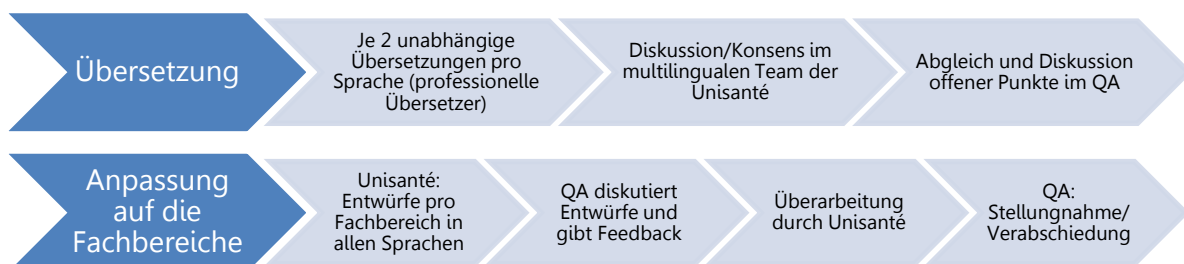 Übersetzung
Je 2 unabhängige
Übersetzungen pro
Sprache (professionelle
Übersetzer)
Diskussion/Konsens im
multilingualen Team der
Unisanté
Abgleich und Diskussion
offener Punkte im QA
Anpassung
auf die
Fachbereiche
Unisanté:
Entwürfe pro
Fachbereich in
allen Sprachen
QA diskutiert
Entwürfe und
gibt Feedback
Überarbeitung
durch Unisanté
QA:
Stellungnahme/
Verabschiedung